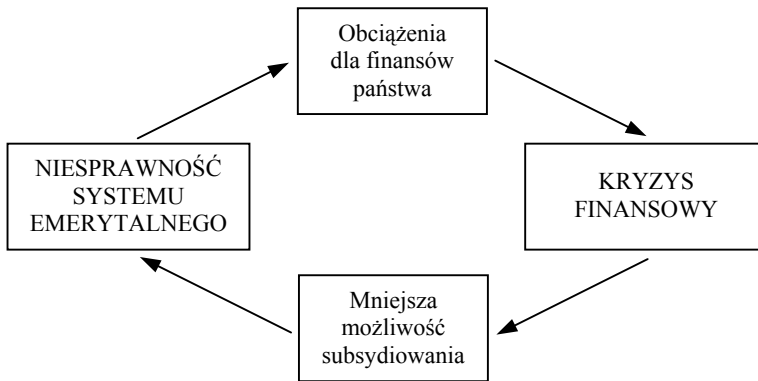 Obciążenia
dla finansów
państwa
NIESPRAWNOŚĆ
SYSTEMU
EMERYTALNEGO
KRYZYS
FINANSOWY
Mniejsza
możliwość
subsydiowania